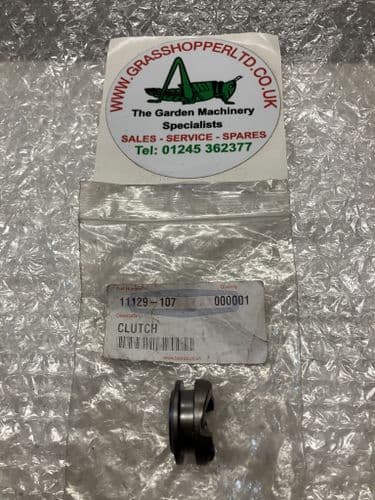 WWW.GRASSHOPPERLTD.CO.UK
The Garden Machinery
Specialists
SALES - SERVICE - SPARES
Tel: 01245 362377
11129-107 000001
CLUTCH